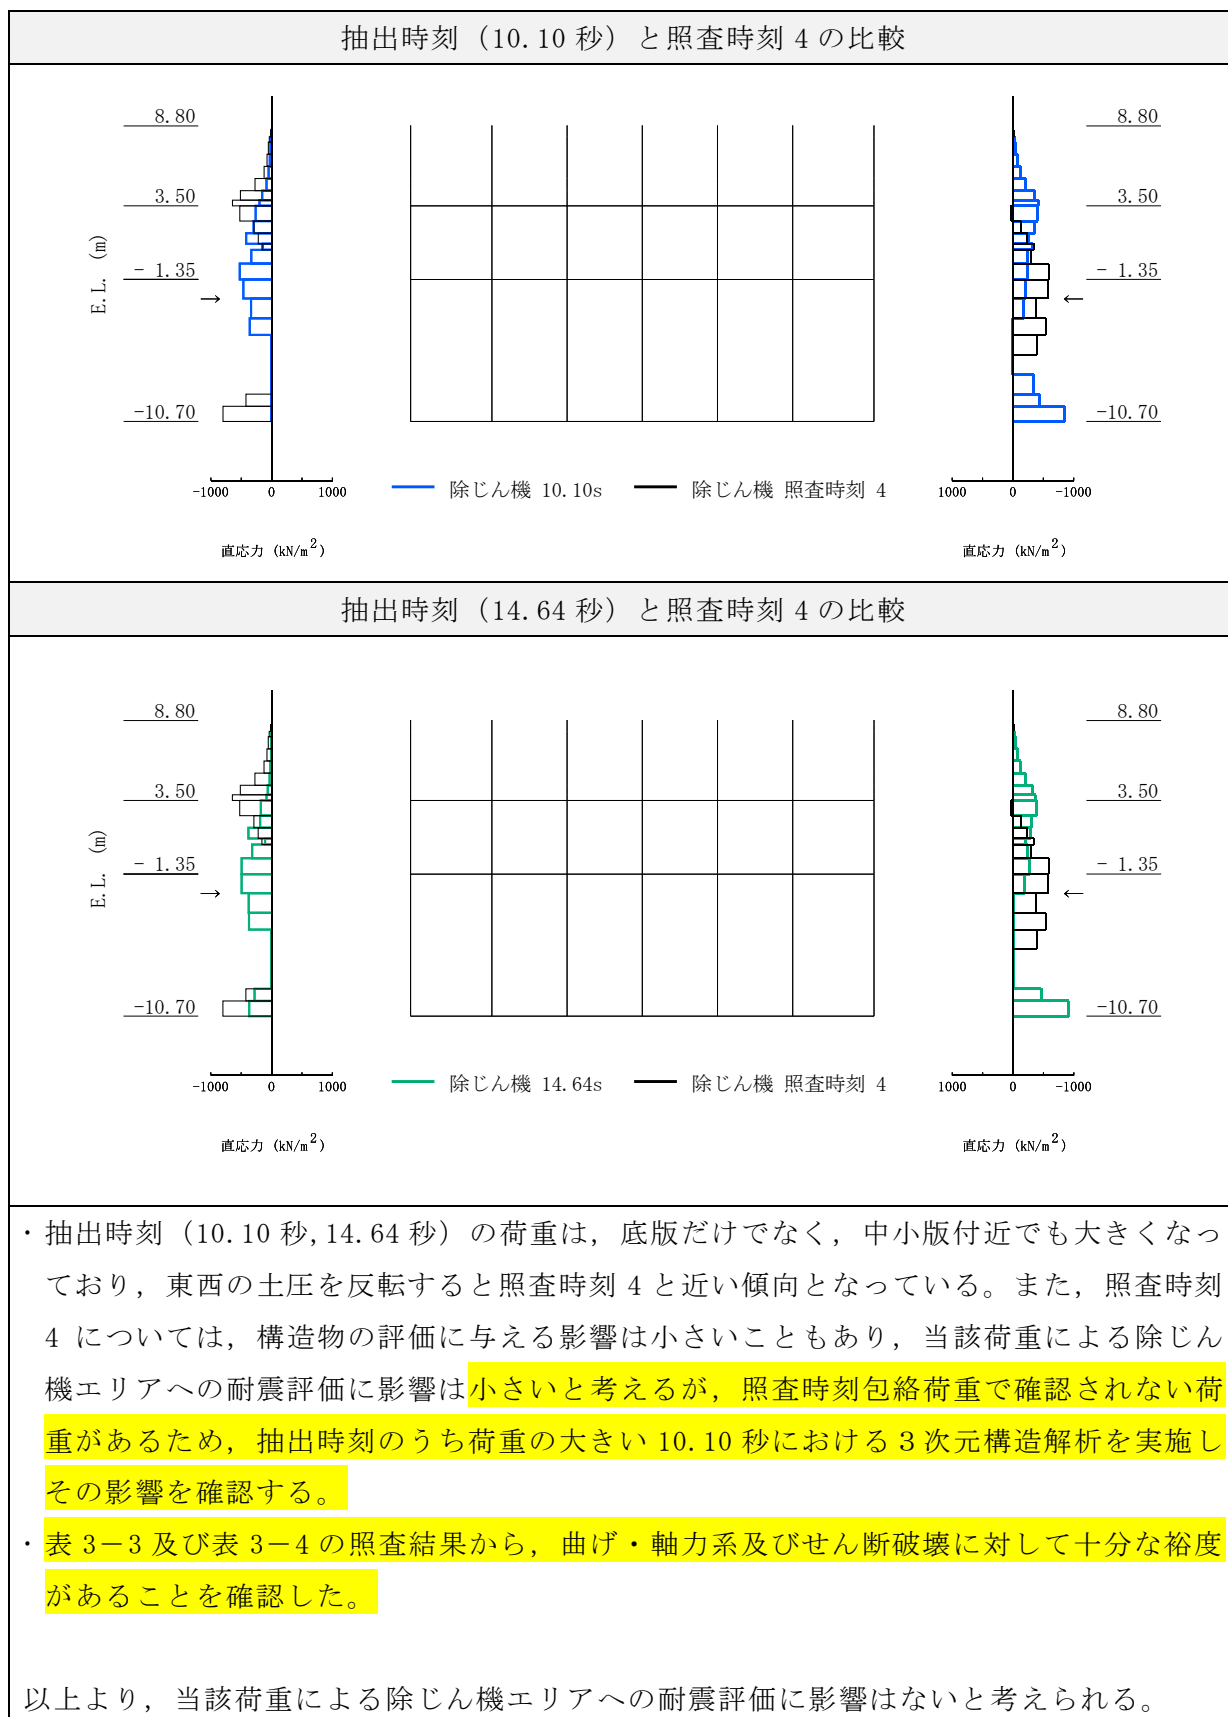 抽出時刻（10.10 秒）と照査時刻 4 の比較
8.80
3.50
- 1.35
-10.70
E.L. (m)
→
8.80
3.50
- 1.35
←
-10.70
-1000 0 1000
直応力 (kN/m²)
除じん機 10.10s
除じん機 照査時刻 4
1000 0 -1000
直応力 (kN/m²)
抽出時刻（14.64 秒）と照査時刻 4 の比較
8.80
3.50
- 1.35
-10.70
E.L. (m)
→
8.80
3.50
- 1.35
←
-10.70
-1000 0 1000
直応力 (kN/m²)
除じん機 14.64s
除じん機 照査時刻 4
1000 0 -1000
直応力 (kN/m²)
・抽出時刻（10.10 秒,14.64 秒）の荷重は，底版だけでなく，中小版付近でも大きくなっ
ており，東西の土圧を反転すると照査時刻 4 と近い傾向となっている。また，照査時刻
4 については，構造物の評価に与える影響は小さいこともあり，当該荷重による除じん
機エリアへの耐震評価に影響は小さいと考えるが，照査時刻包絡荷重で確認されない荷
重があるため，抽出時刻のうち荷重の大きい 10.10 秒における３次元構造解析を実施し
その影響を確認する。
・表 3－3 及び表 3－4 の照査結果から，曲げ・軸力系及びせん断破壊に対して十分な裕度
があることを確認した。
以上より，当該荷重による除じん機エリアへの耐震評価に影響はないと考えられる。